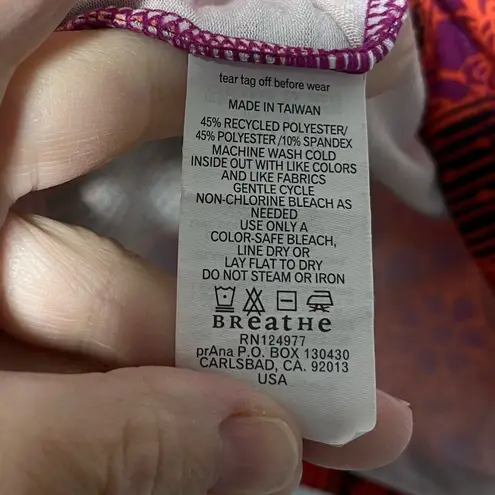 tear tag off before wear
MADE IN TAIWAN
45% RECYCLED POLYESTER/
45% POLYESTER /10% SPANDEX
MACHINE WASH COLD
INSIDE OUT WITH LIKE COLORS
AND LIKE FABRICS
GENTLE CYCLE
NON-CHLORINE BLEACH AS
NEEDED
USE ONLY A
COLOR-SAFE BLEACH,
LINE DRY OR
LAY FLAT TO DRY
DO NOT STEAM OR IRON
BReatHe
RN124977
prAna P.O. BOX 130430
CARLSBAD, CA. 92013
USA